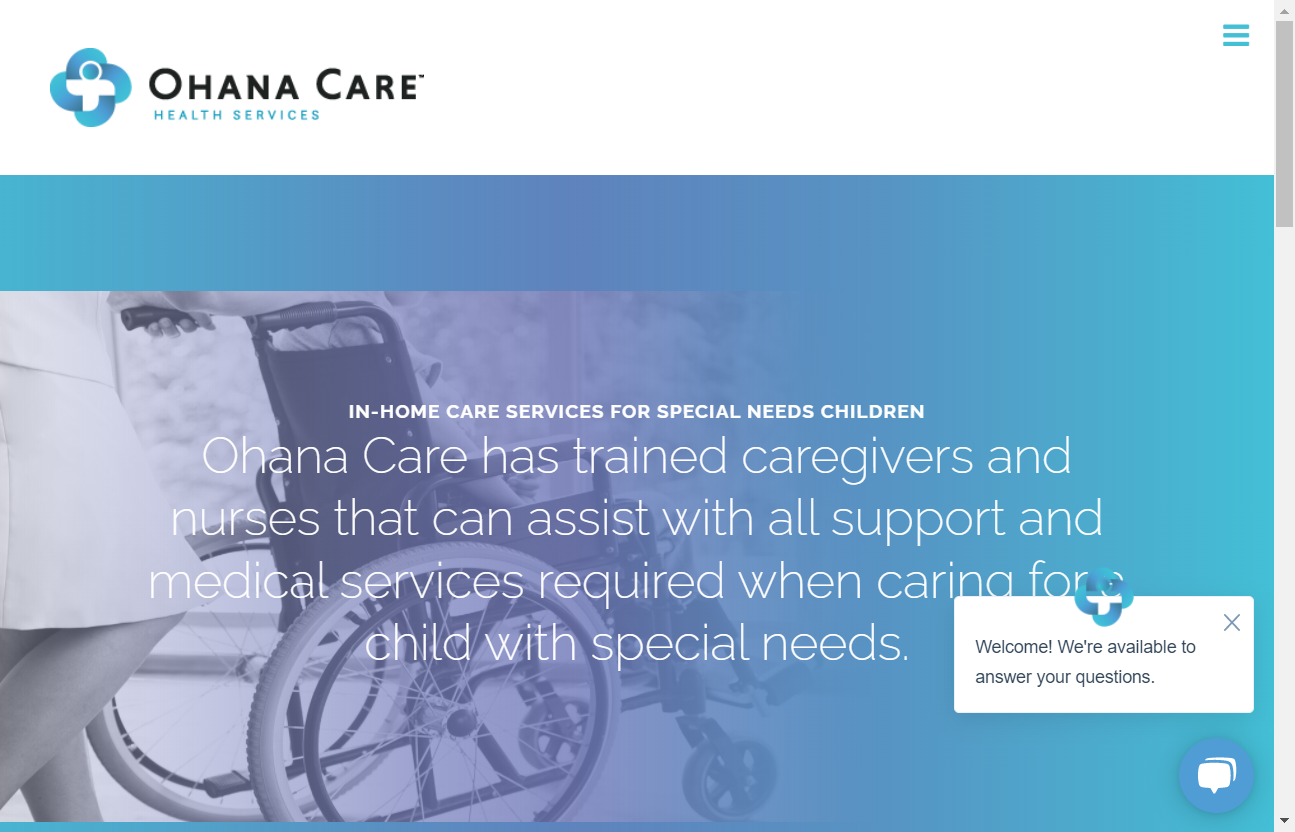 OHANA CARE™
HEALTH SERVICES
IN-HOME CARE SERVICES FOR SPECIAL NEEDS CHILDREN
Ohana Care has trained caregivers and
nurses that can assist with all support and
medical services required when caring for a
child with special needs.
Welcome! We're available to
answer your questions.